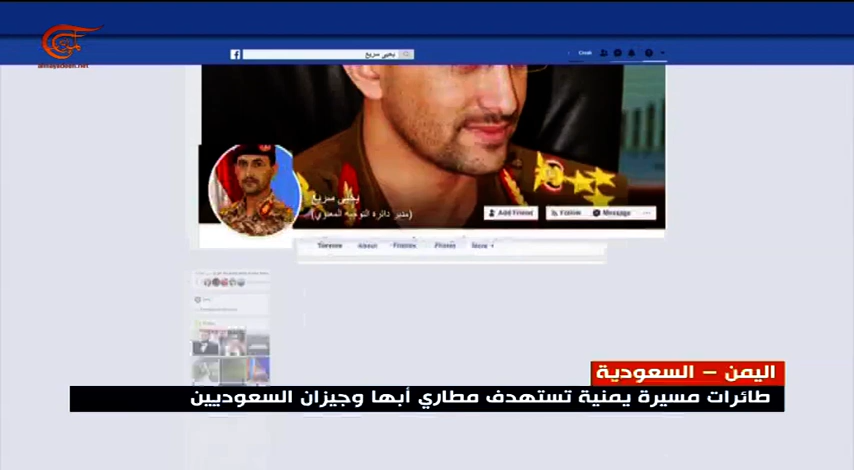 almayadeen.net
يحيى سريع
يحيى سريع
(مدير دائرة التوجيه المعنوي)
Add Friend
Follow
Message
...
Timeline
About
Friends
Photos
More
اليمن – السعودية
طائرات مسيرة يمنية تستهدف مطاري أبها وجيزان السعوديين